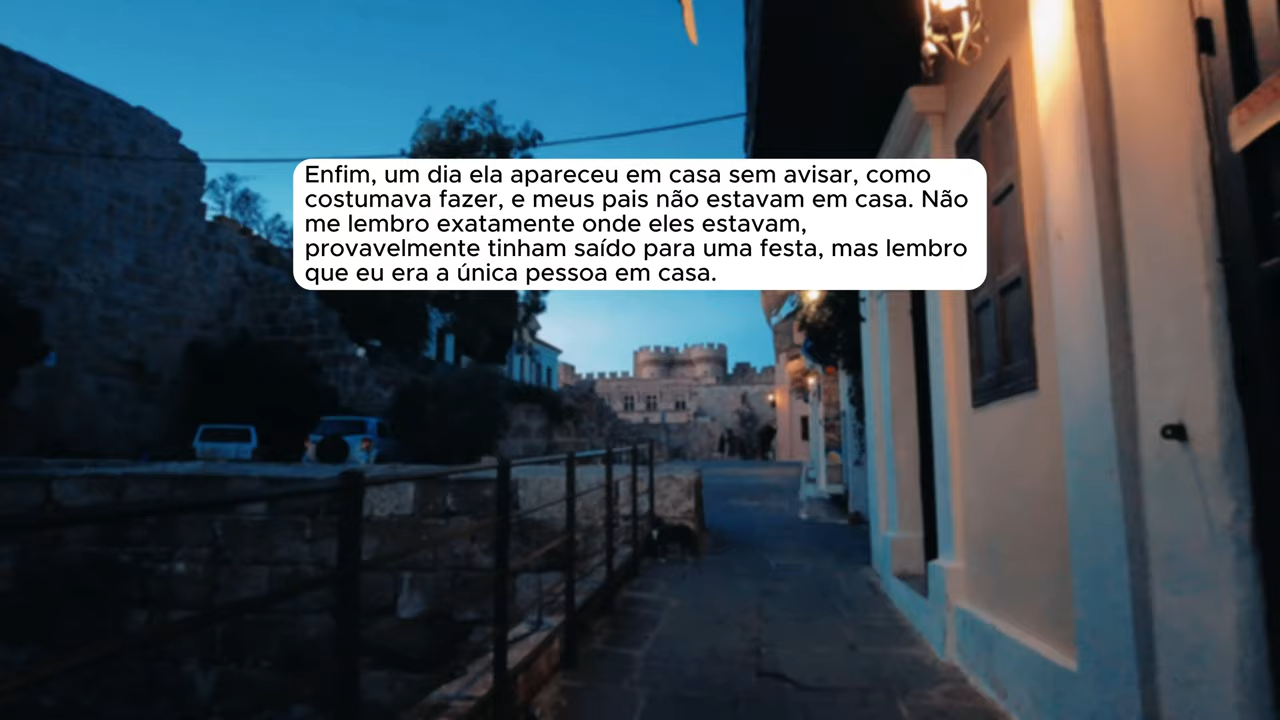 Enfim, um dia ela apareceu em casa sem avisar, como
costumava fazer, e meus pais não estavam em casa. Não
me lembro exatamente onde eles estavam,
provavelmente tinham saído para uma festa, mas lembro
que eu era a única pessoa em casa.